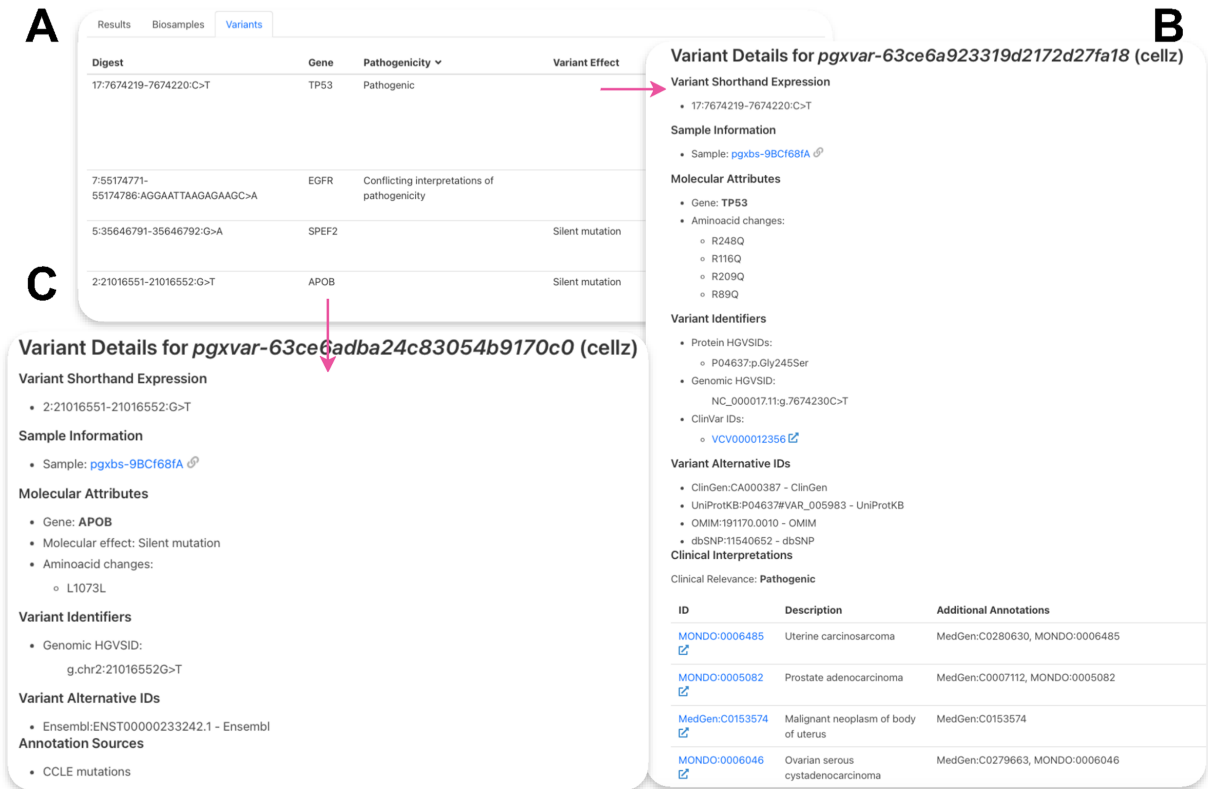 A
Results Biosamples Variants
Digest Gene Pathogenicity Variant Effect
17:7674219-7674220:C>T TP53 Pathogenic
7:55174771-
55174786:AGGAATTAAGAGAAGC>A EGFR Conflicting interpretations of
pathogenicity
5:35646791-35646792:G>A SPEF2 Silent mutation
2:21016551-21016552:G>T APOB Silent mutation
B
Variant Details for pgxvar-63ce6a923319d2172d27fa18 (cellz)
Variant Shorthand Expression
• 17:7674219-7674220:C>T
Sample Information
• Sample: pgxbs-9BCf68fA
Molecular Attributes
• Gene: TP53
• Aminoacid changes:
R248Q
R116Q
R209Q
R89Q
Variant Identifiers
• Protein HGVSIDs:
P04637:p.Gly245Ser
• Genomic HGVSID:
NC_000017.11:g.7674230C>T
• ClinVar IDs:
VCV000012356
Variant Alternative IDs
• ClinGen:CA000387 - ClinGen
• UniProtKB:P04637#VAR_005983 - UniProtKB
• OMIM:191170.0010 - OMIM
• dbSNP:11540652 - dbSNP
Clinical Interpretations
Clinical Relevance: Pathogenic
ID Description Additional Annotations
MONDO:0006485 Uterine carcinosarcoma MedGen:C0280630, MONDO:0006485
MONDO:0005082 Prostate adenocarcinoma MedGen:C0007112, MONDO:0005082
MedGen:C0153574 Malignant neoplasm of body MedGen:C0153574
of uterus
MONDO:0006046 Ovarian serous MedGen:C0279663, MONDO:0006046
cystadenocarcinoma
C
Variant Details for pgxvar-63ce6adba24c83054b9170c0 (cellz)
Variant Shorthand Expression
• 2:21016551-21016552:G>T
Sample Information
• Sample: pgxbs-9BCf68fA
Molecular Attributes
• Gene: APOB
• Molecular effect: Silent mutation
• Aminoacid changes:
L1073L
Variant Identifiers
• Genomic HGVSID:
g.chr2:21016552G>T
Variant Alternative IDs
• Ensembl:ENST00000233242.1 - Ensembl
Annotation Sources
• CCLE mutations